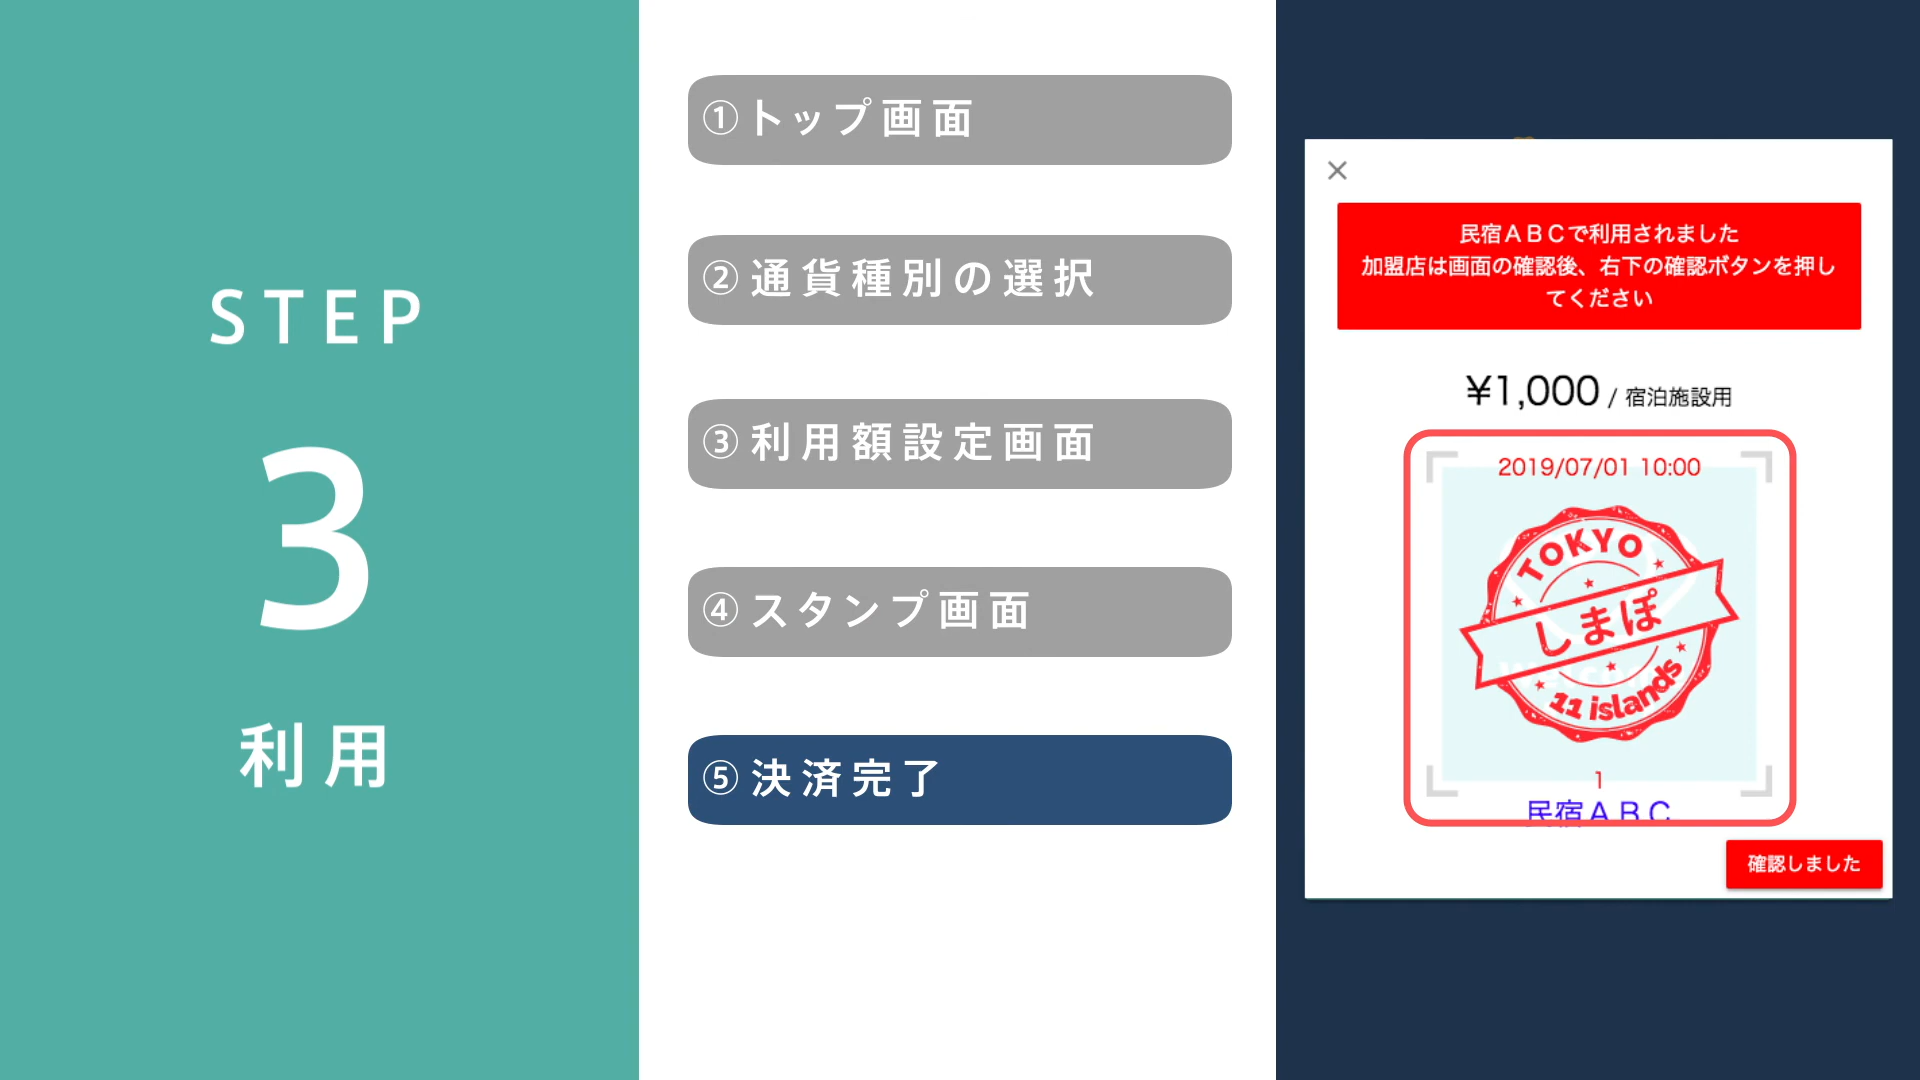 STEP
3
利用
①トップ画面
②通貨種別の選択
③利用額設定画面
④スタンプ画面
⑤決済完了
×
民宿ＡＢＣで利用されました
加盟店は画面の確認後、右下の確認ボタンを押し
てください
¥1,000 / 宿泊施設用
2019/07/01 10:00
TOKYO
しまぽ
11 islands
1
民宿ＡＢＣ
確認しました